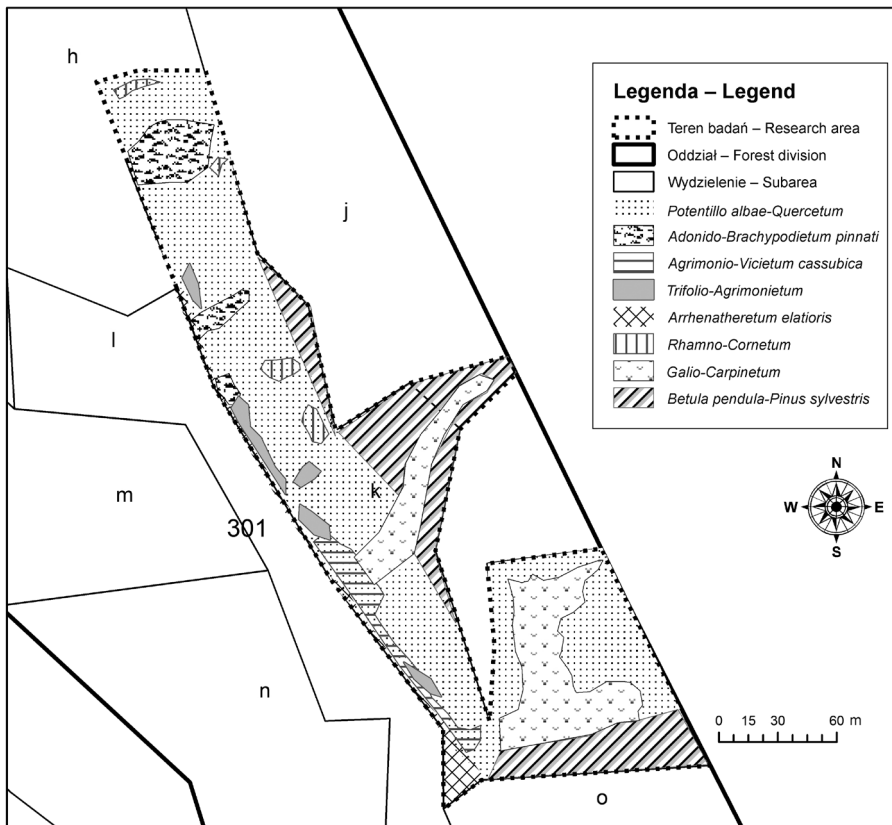 h
j
l
m
k
301
n
o
Legenda – Legend
Teren badań – Research area
Oddział – Forest division
Wydzielenie – Subarea
Potentillo albae-Quercetum
Adonido-Brachypodietum pinnati
Agrimonio-Vicietum cassubica
Trifolio-Agrimonietum
Arrhenatheretum elatioris
Rhamno-Cornetum
Galio-Carpinetum
Betula pendula-Pinus sylvestris
N
W E
S
0 15 30 60 m